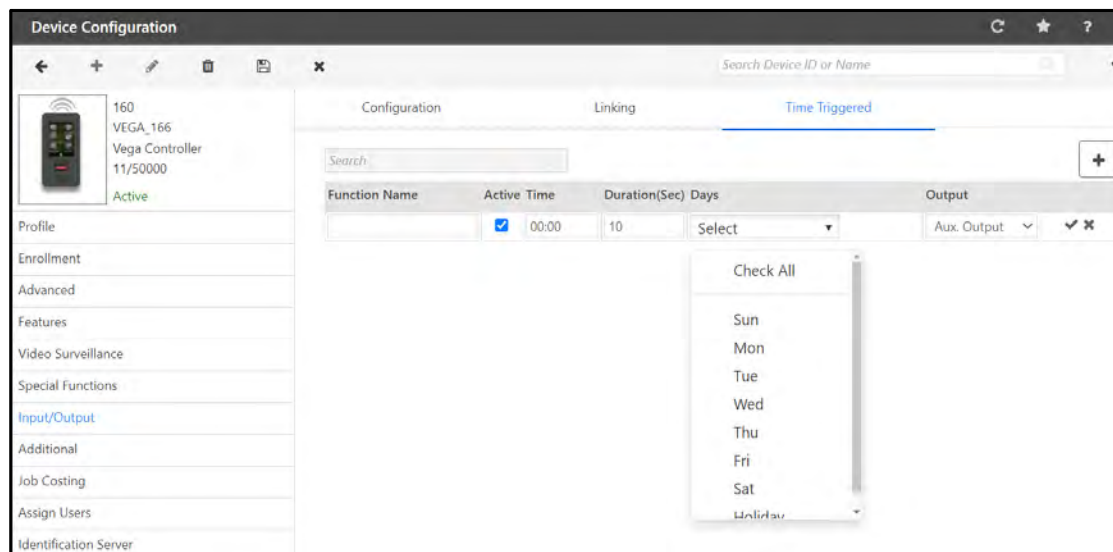 Device Configuration
?
Search Device ID or Name
160
VEGA_166
Vega Controller
11/50000
Active
Configuration Linking Time Triggered
Search
Function Name Active Time Duration(Sec) Days Output
00:00 10 Select Aux. Output
Check All
Sun
Mon
Tue
Wed
Thu
Fri
Sat
Holiday
Profile
Enrollment
Advanced
Features
Video Surveillance
Special Functions
Input/Output
Additional
Job Costing
Assign Users
Identification Server